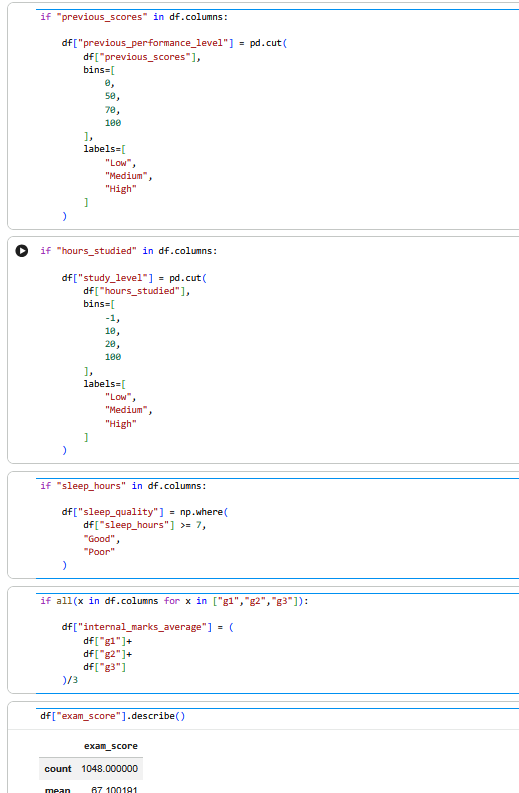 if "previous_scores" in df.columns:
df["previous_performance_level"] = pd.cut(
df["previous_scores"],
bins=[
0,
50,
70,
100
],
labels=[
"Low",
"Medium",
"High"
]
)
if "hours_studied" in df.columns:
df["study_level"] = pd.cut(
df["hours_studied"],
bins=[
-1,
10,
20,
100
],
labels=[
"Low",
"Medium",
"High"
]
)
if "sleep_hours" in df.columns:
df["sleep_quality"] = np.where(
df["sleep_hours"] >= 7,
"Good",
"Poor"
)
if all(x in df.columns for x in ["g1","g2","g3"]):
df["internal_marks_average"] = (
df["g1"]+
df["g2"]+
df["g3"]
)/3
df["exam_score"].describe()
exam_score
count 1048.000000
mean 67.100191